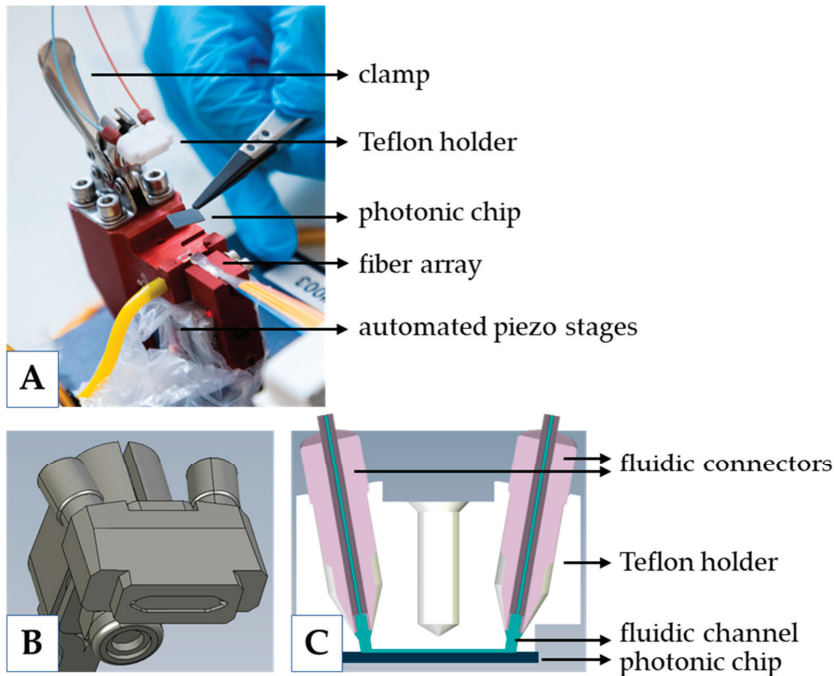 clamp
Teflon holder
photonic chip
fiber array
automated piezo stages
A
B
C
fluidic connectors
Teflon holder
fluidic channel
photonic chip